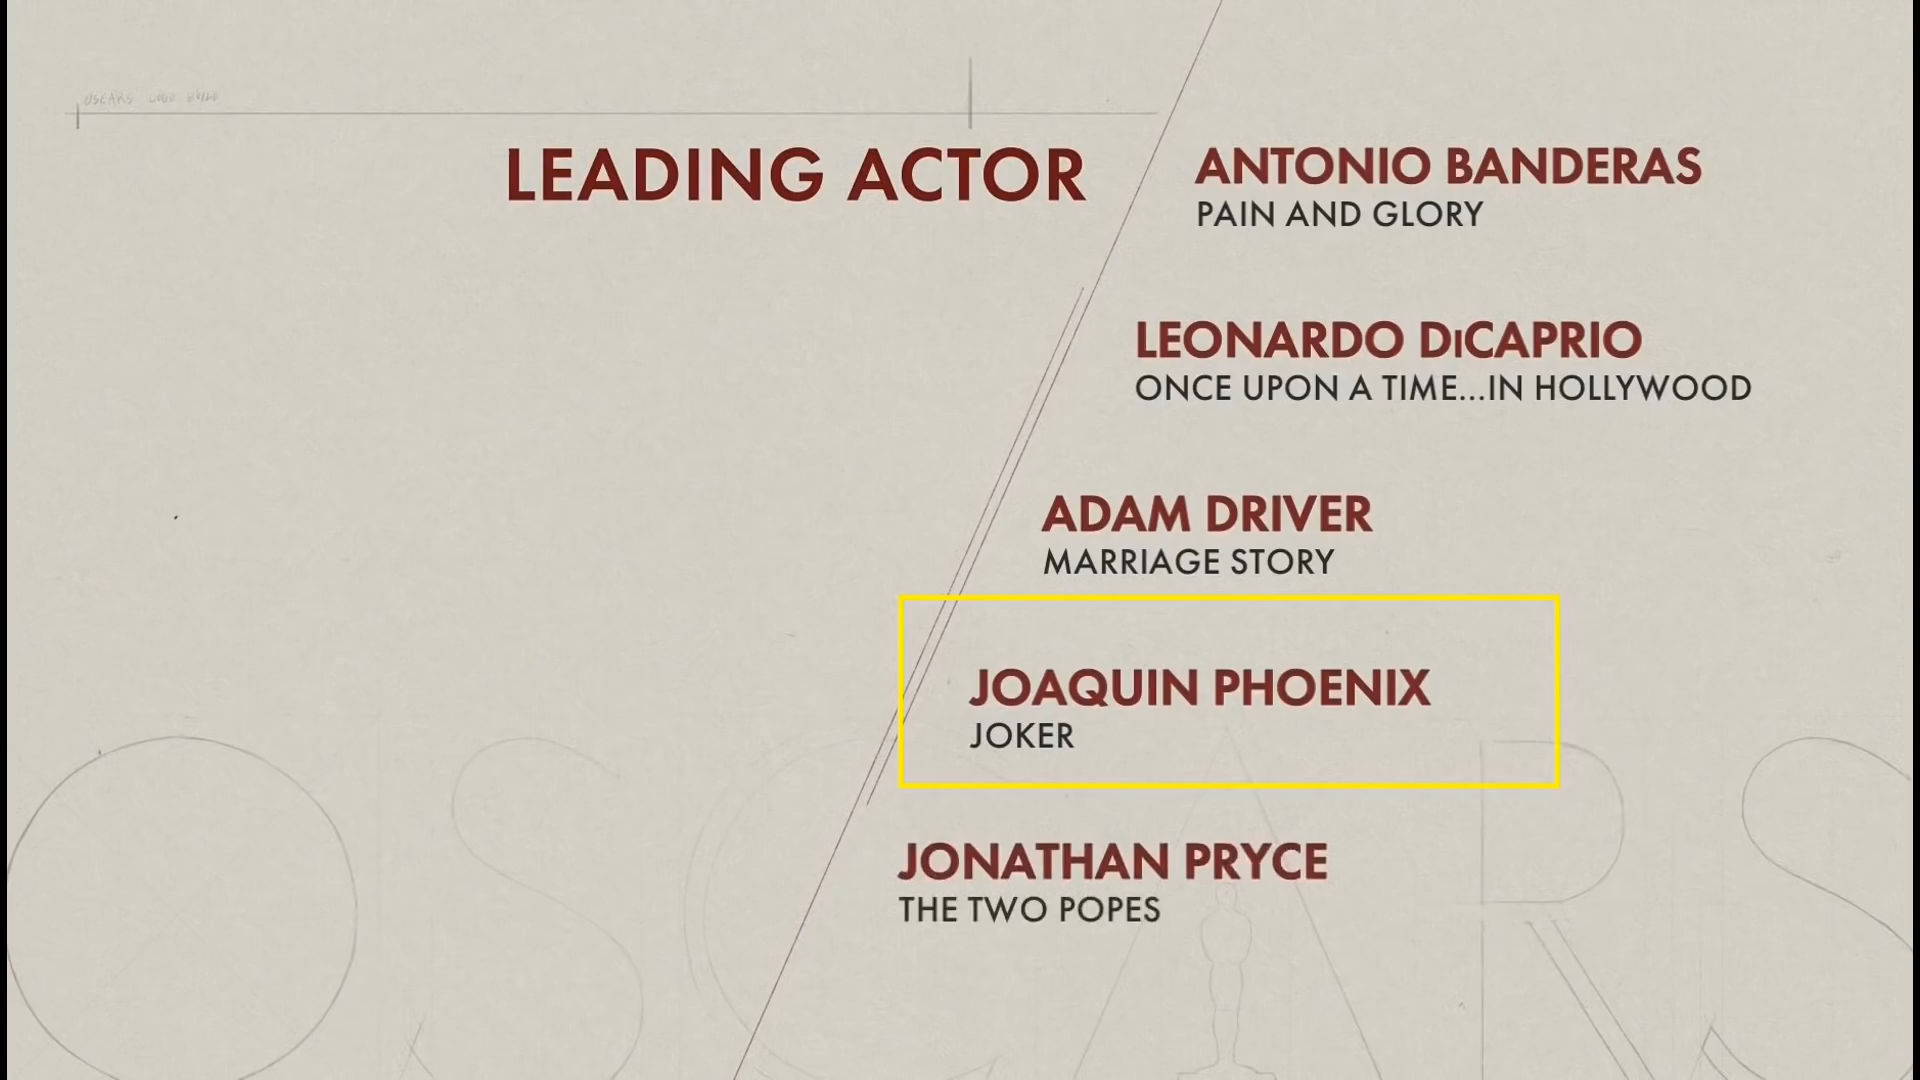 LEADING ACTOR
ANTONIO BANDERAS
PAIN AND GLORY
LEONARDO DiCAPRIO
ONCE UPON A TIME...IN HOLLYWOOD
ADAM DRIVER
MARRIAGE STORY
JOAQUIN PHOENIX
JOKER
JONATHAN PRYCE
THE TWO POPES
OSCARS